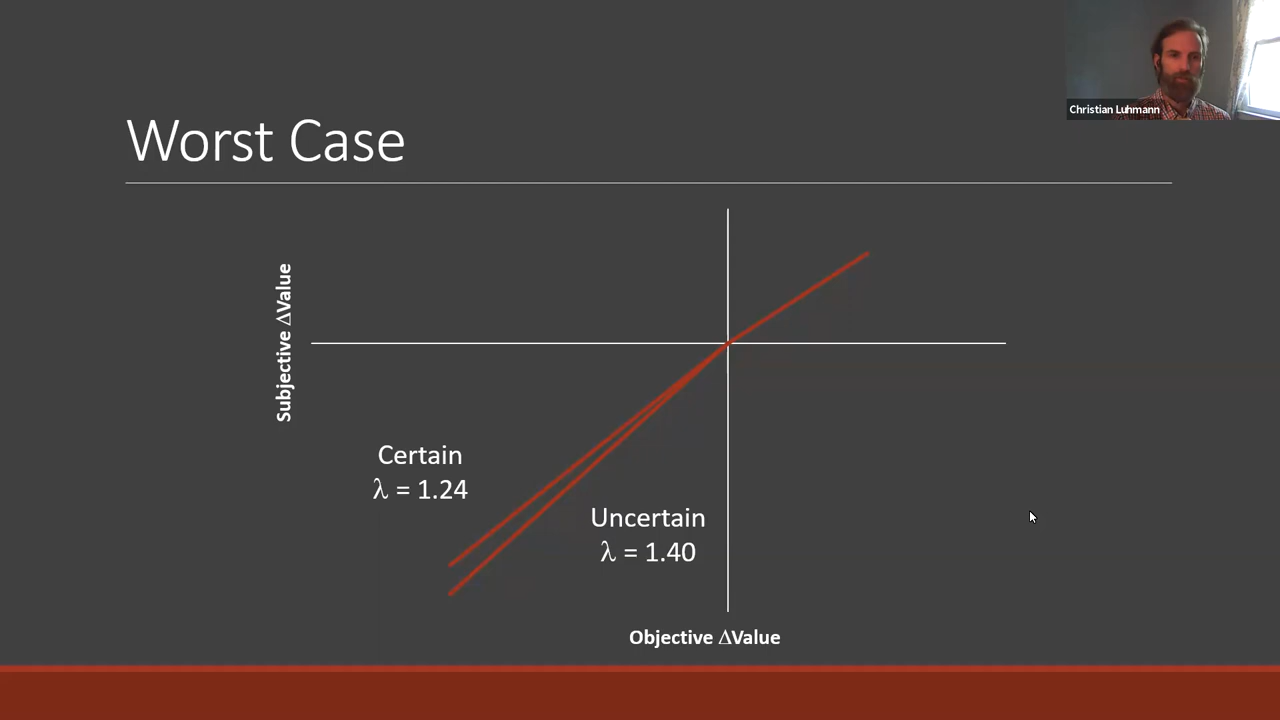 Christian Luhmann
Worst Case
Subjective ΔValue
Certain
λ = 1.24
Uncertain
λ = 1.40
Objective ΔValue